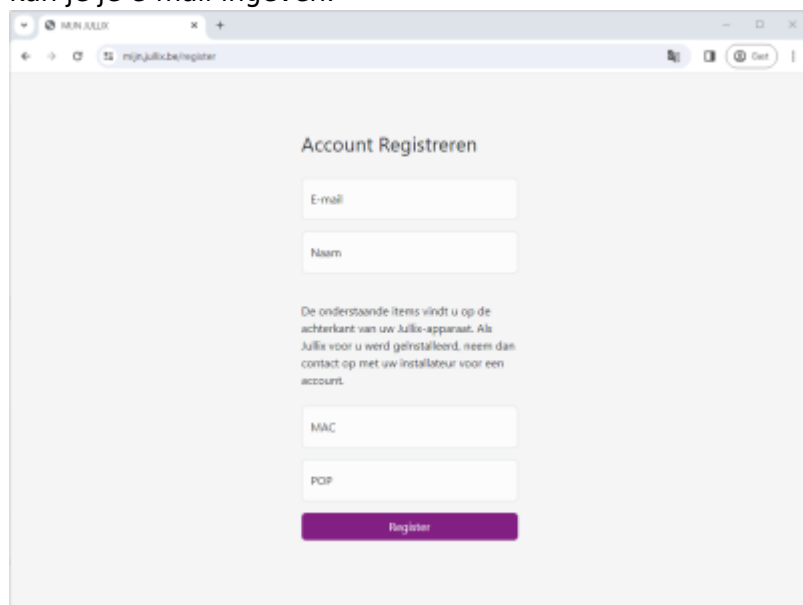 kan je je e-mail ingeven.
MIJN JULLIX
mijn.jullix.be/register
Gast
Account Registreren
E-mail
Naam
De onderstaande items vindt u op de
achterkant van uw Jullix-apparaat. Als
Jullix voor u werd geïnstalleerd, neem dan
contact op met uw installateur voor een
account.
MAC
POP
Register